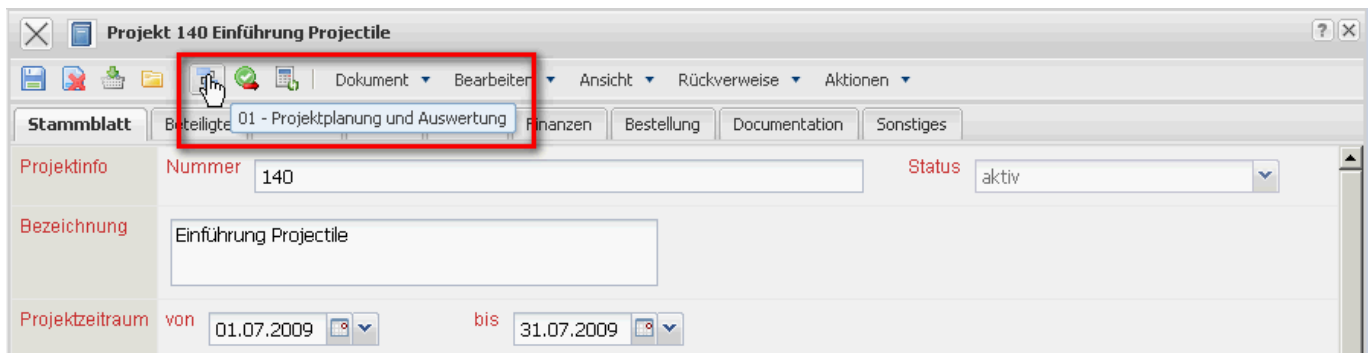 Projekt 140 Einführung Projectile
Dokument Bearbeiten Ansicht Rückverweise Aktionen
01 - Projektplanung und Auswertung
Stammblatt Finanzen Bestellung Documentation Sonstiges
Projektinfo Nummer 140 Status aktiv
Bezeichnung Einführung Projectile
Projektzeitraum von 01.07.2009 bis 31.07.2009